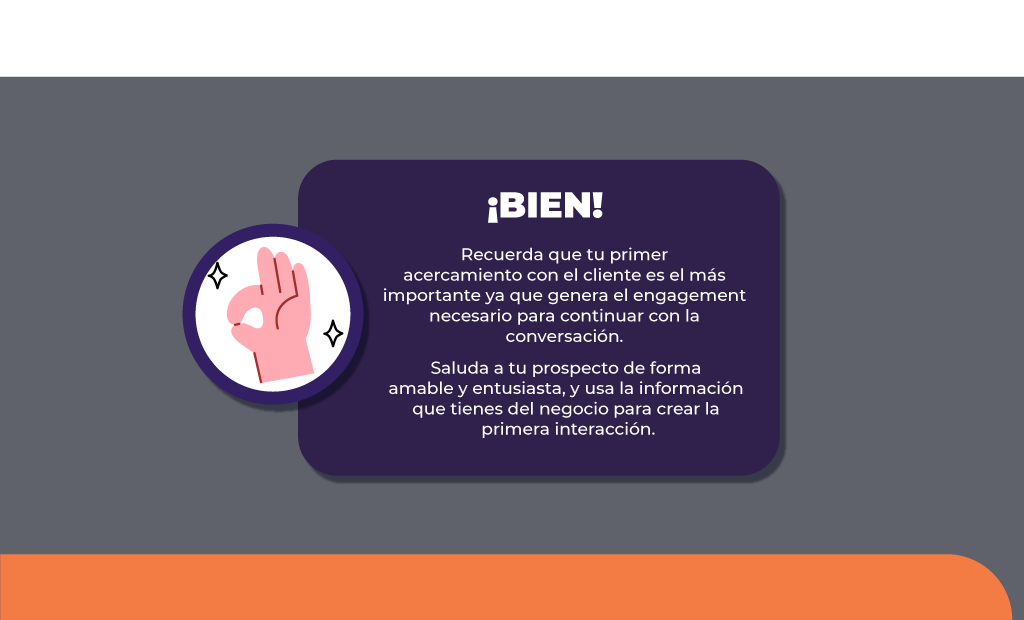 ¡BIEN!
Recuerda que tu primer
acercamiento con el cliente es el más
importante ya que genera el engagement
necesario para continuar con la
conversación.
Saluda a tu prospecto de forma
amable y entusiasta, y usa la información
que tienes del negocio para crear la
primera interacción.